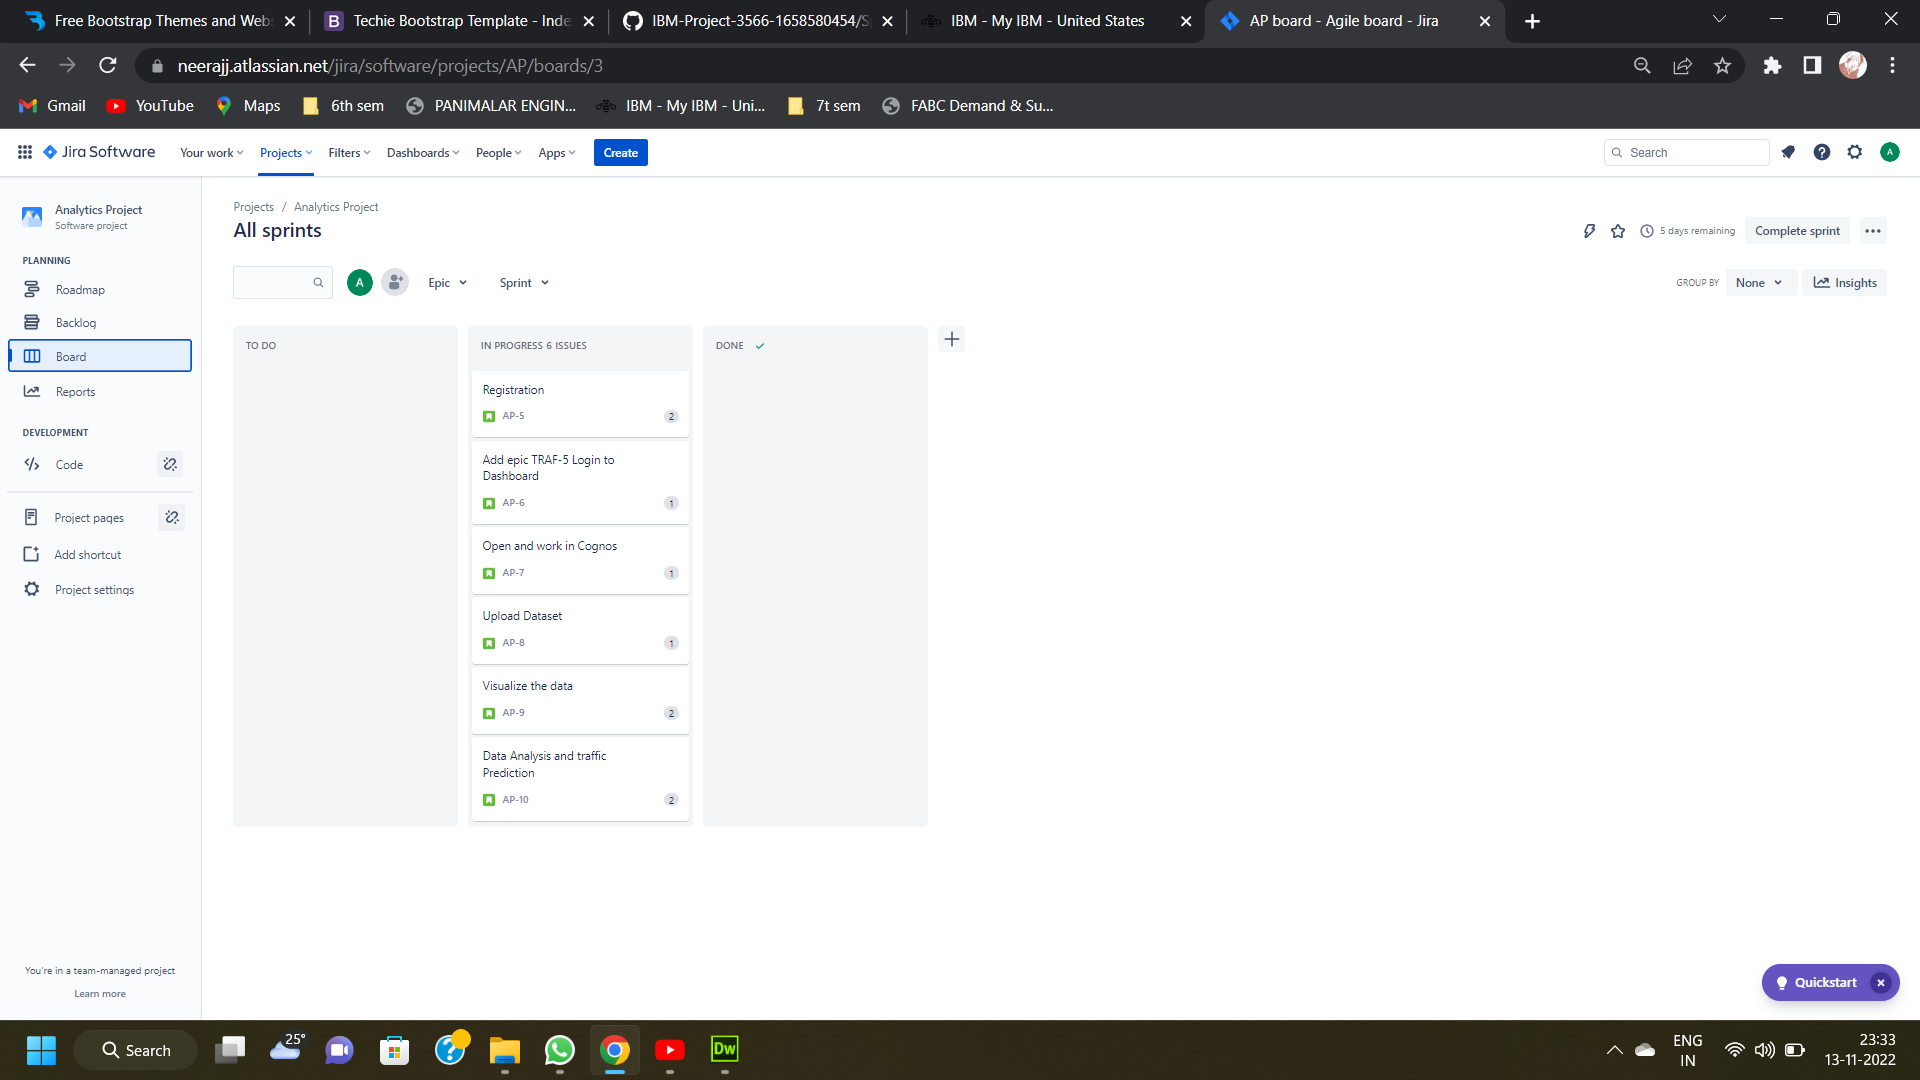 Free Bootstrap Themes and Webs
Techie Bootstrap Template - Inde
IBM-Project-3566-1658580454/S
IBM - My IBM - United States
AP board - Agile board - Jira
neerajj.atlassian.net/jira/software/projects/AP/boards/3
Gmail
YouTube
Maps
6th sem
PANIMALAR ENGIN...
IBM - My IBM - Uni...
7t sem
FABC Demand & Su...
Jira Software
Your work
Projects
Filters
Dashboards
People
Apps
Create
Search
A
Analytics Project
Software project
PLANNING
Roadmap
Backlog
Board
Reports
DEVELOPMENT
Code
Project pages
Add shortcut
Project settings
You're in a team-managed project
Learn more
Projects / Analytics Project
All sprints
5 days remaining
Complete sprint
A
Epic
Sprint
GROUP BY
None
Insights
TO DO
IN PROGRESS 6 ISSUES
Registration
AP-5
2
Add epic TRAF-5 Login to
Dashboard
AP-6
1
Open and work in Cognos
AP-7
1
Upload Dataset
AP-8
1
Visualize the data
AP-9
2
Data Analysis and traffic
Prediction
AP-10
2
DONE
Quickstart
Search
25°
Dw
ENG
IN
23:33
13-11-2022